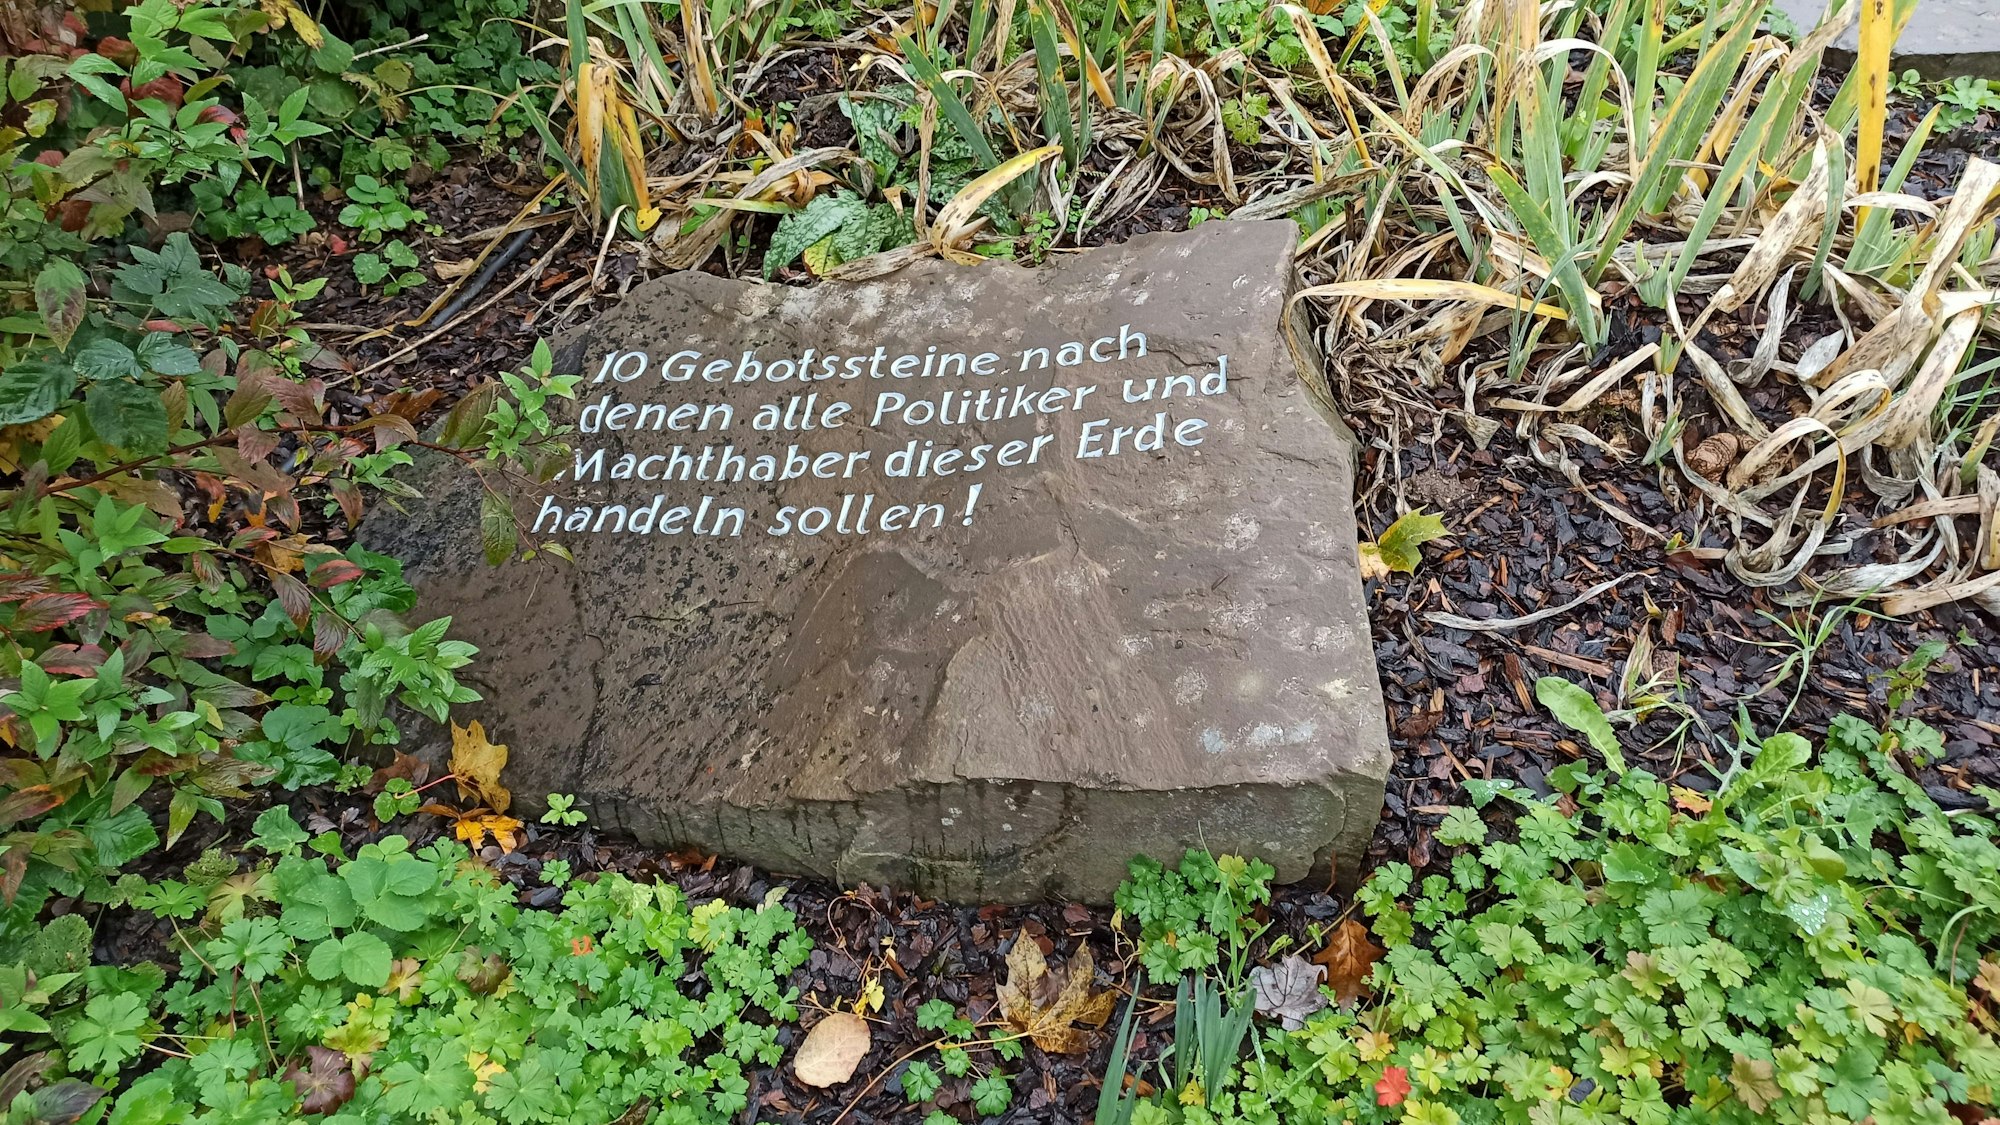 10 Gebotssteine nach
denen alle Politiker und
Machthaber dieser Erde
handeln sollen!